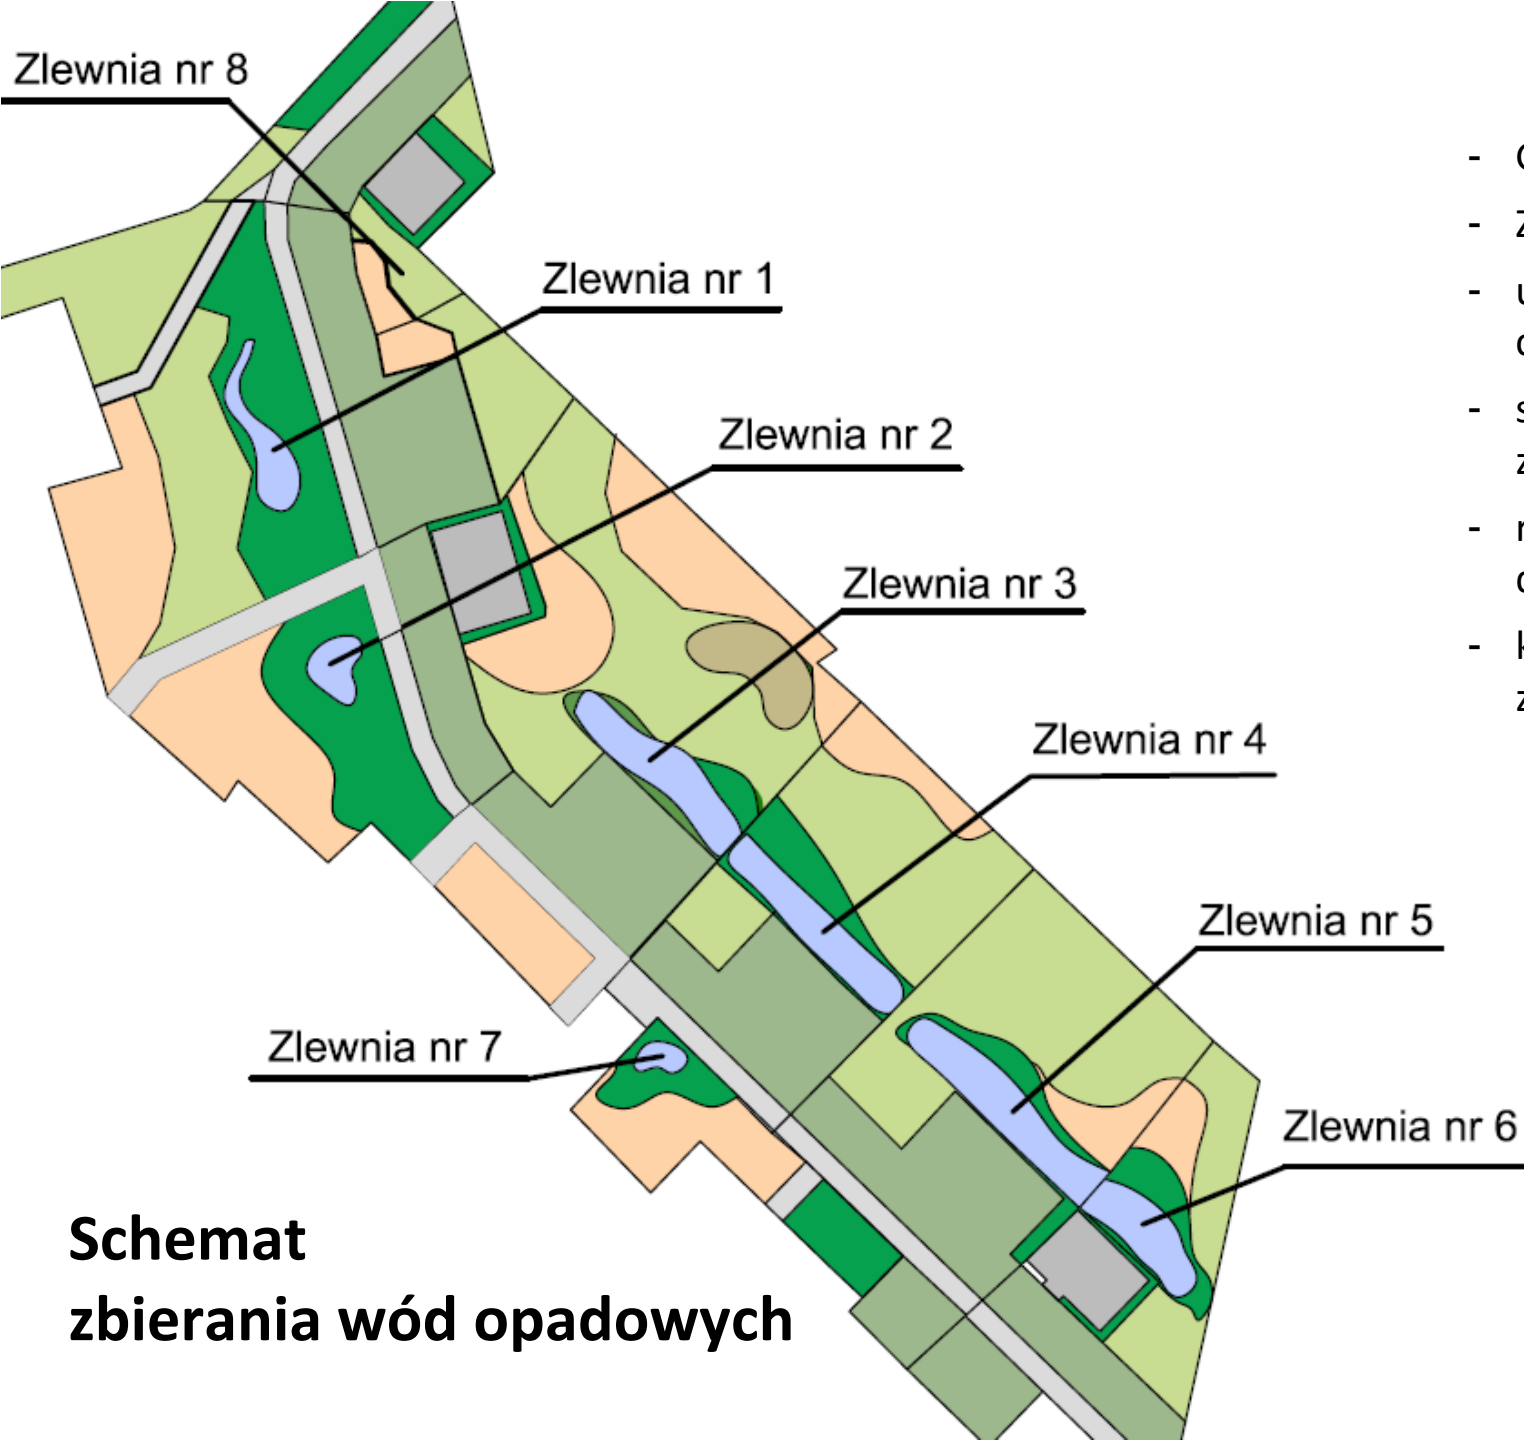 Zlewnia nr 8
Zlewnia nr 1
Zlewnia nr 2
Zlewnia nr 3
Zlewnia nr 4
Zlewnia nr 5
Zlewnia nr 7
Zlewnia nr 6
Schemat
zbierania wód opadowych